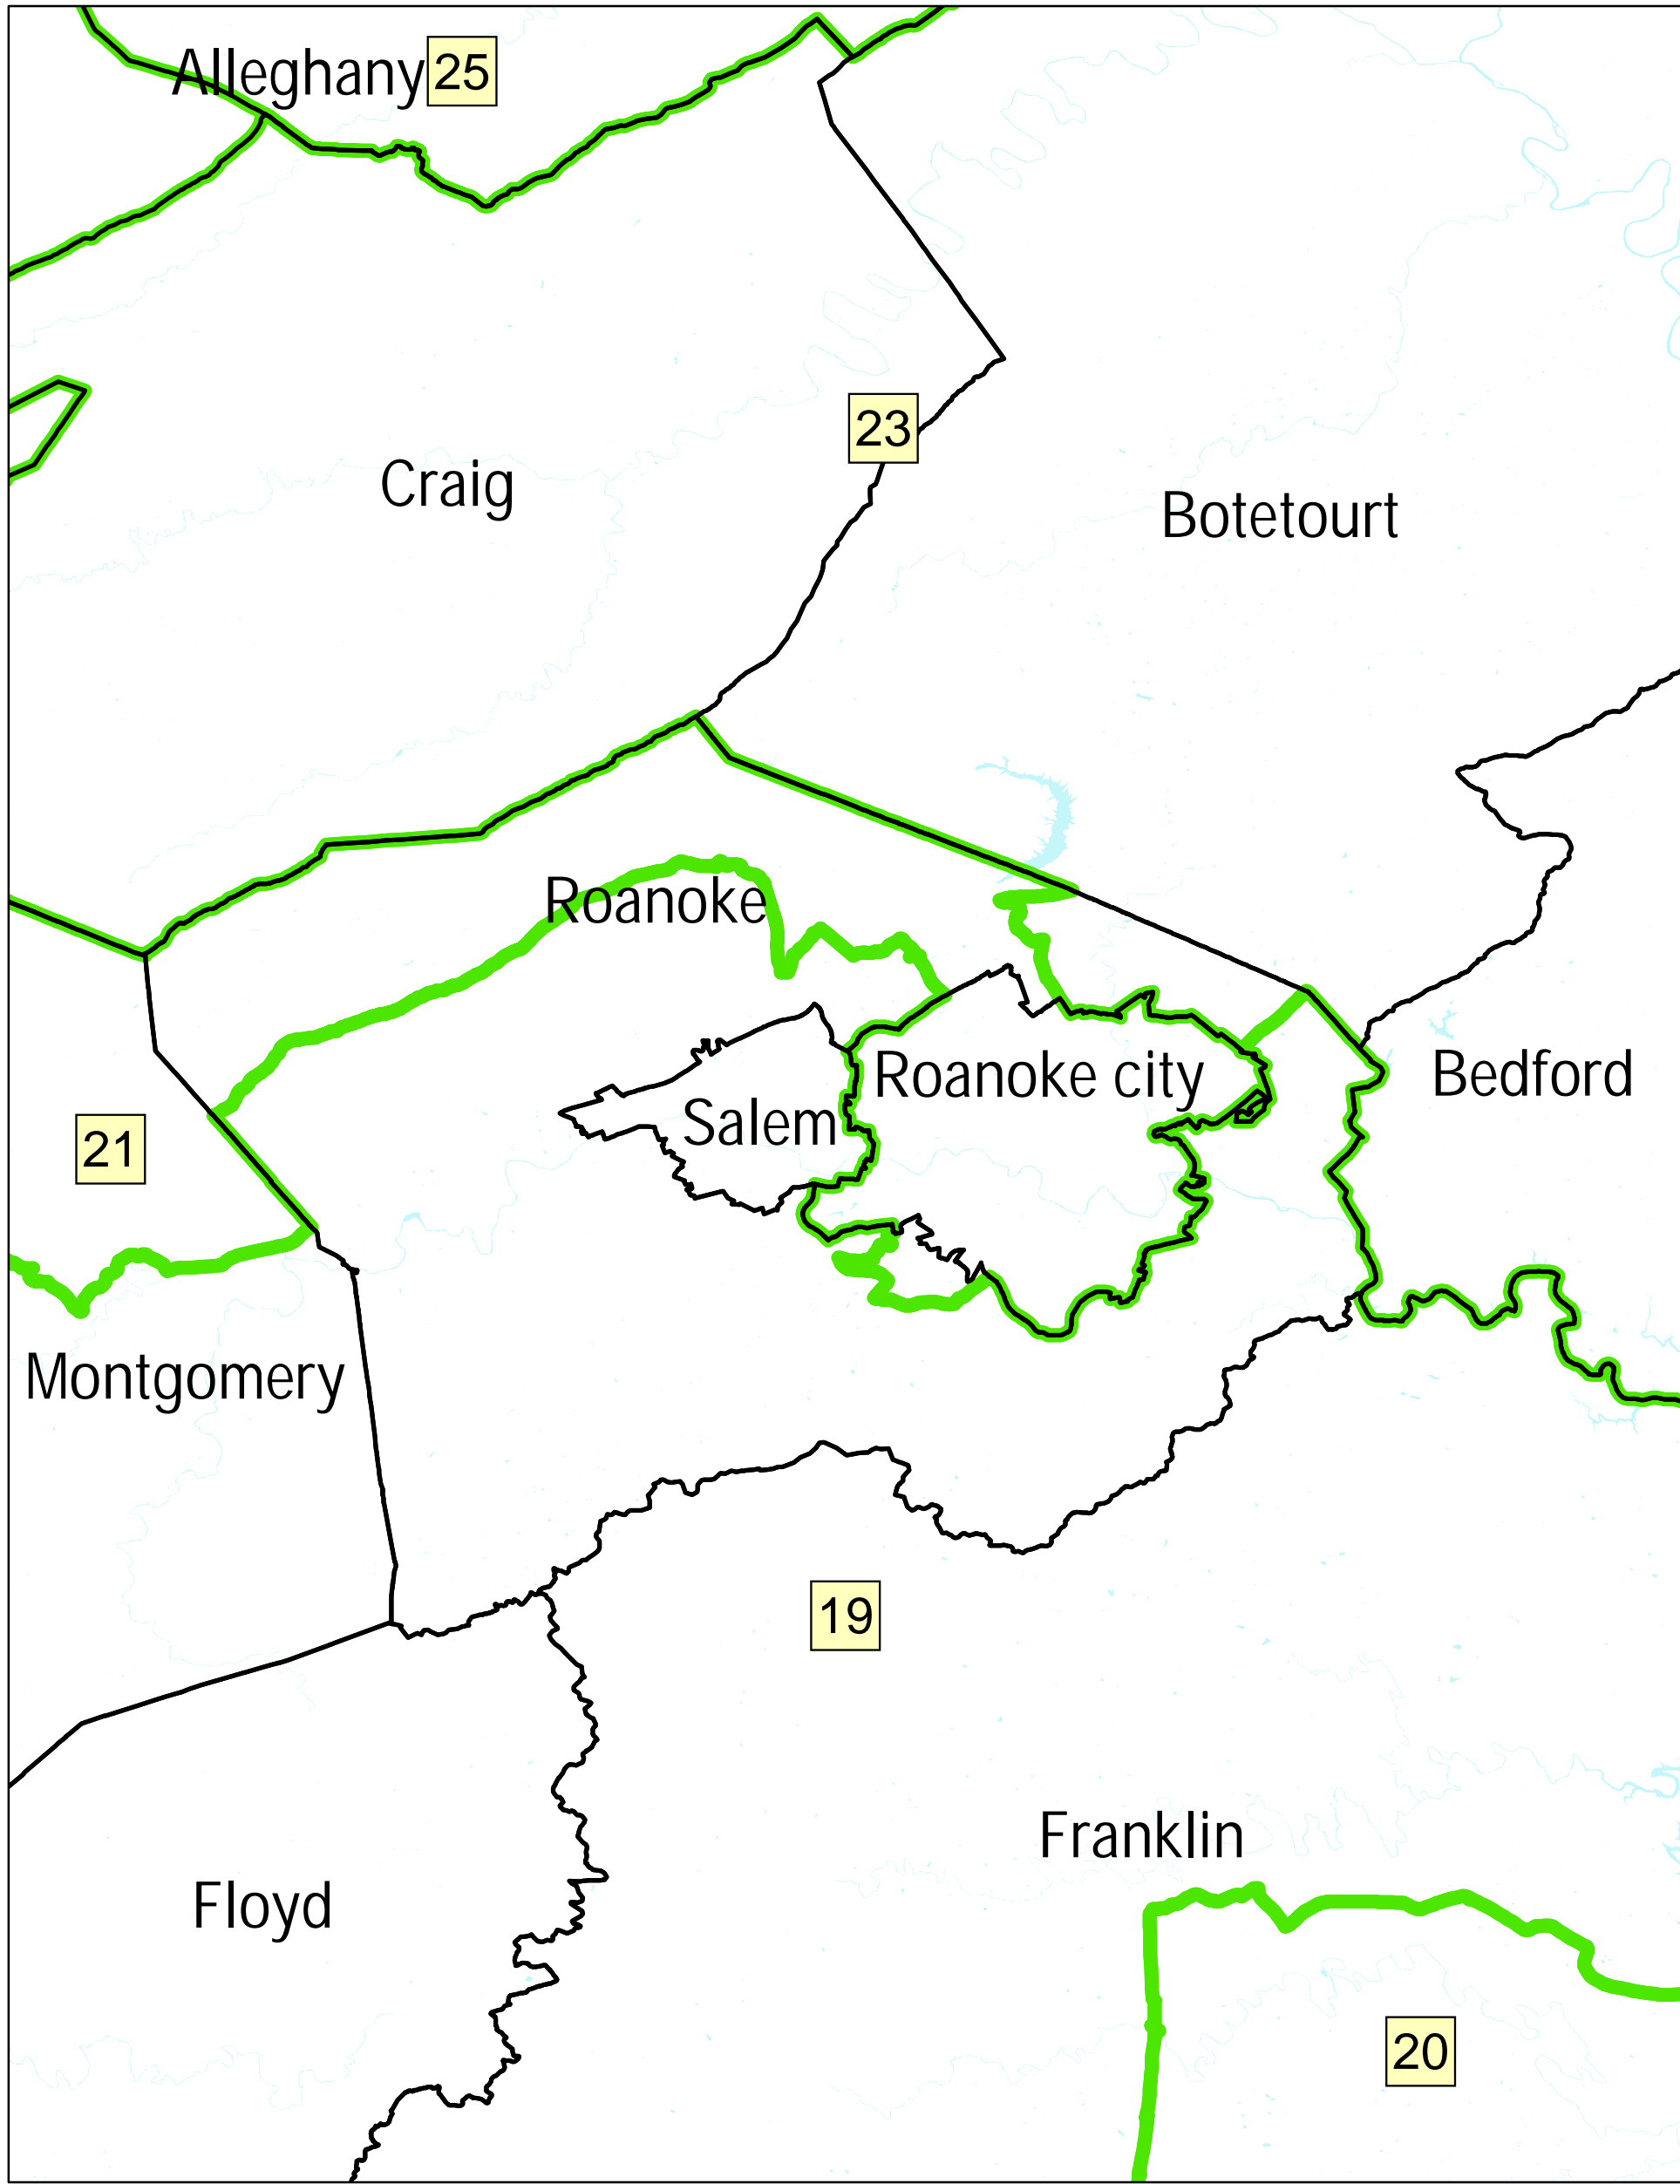 Alleghany 25
23
Craig
Botetourt
Roanoke
Roanoke city
Bedford
Salem
21
Montgomery
19
Franklin
Floyd
20